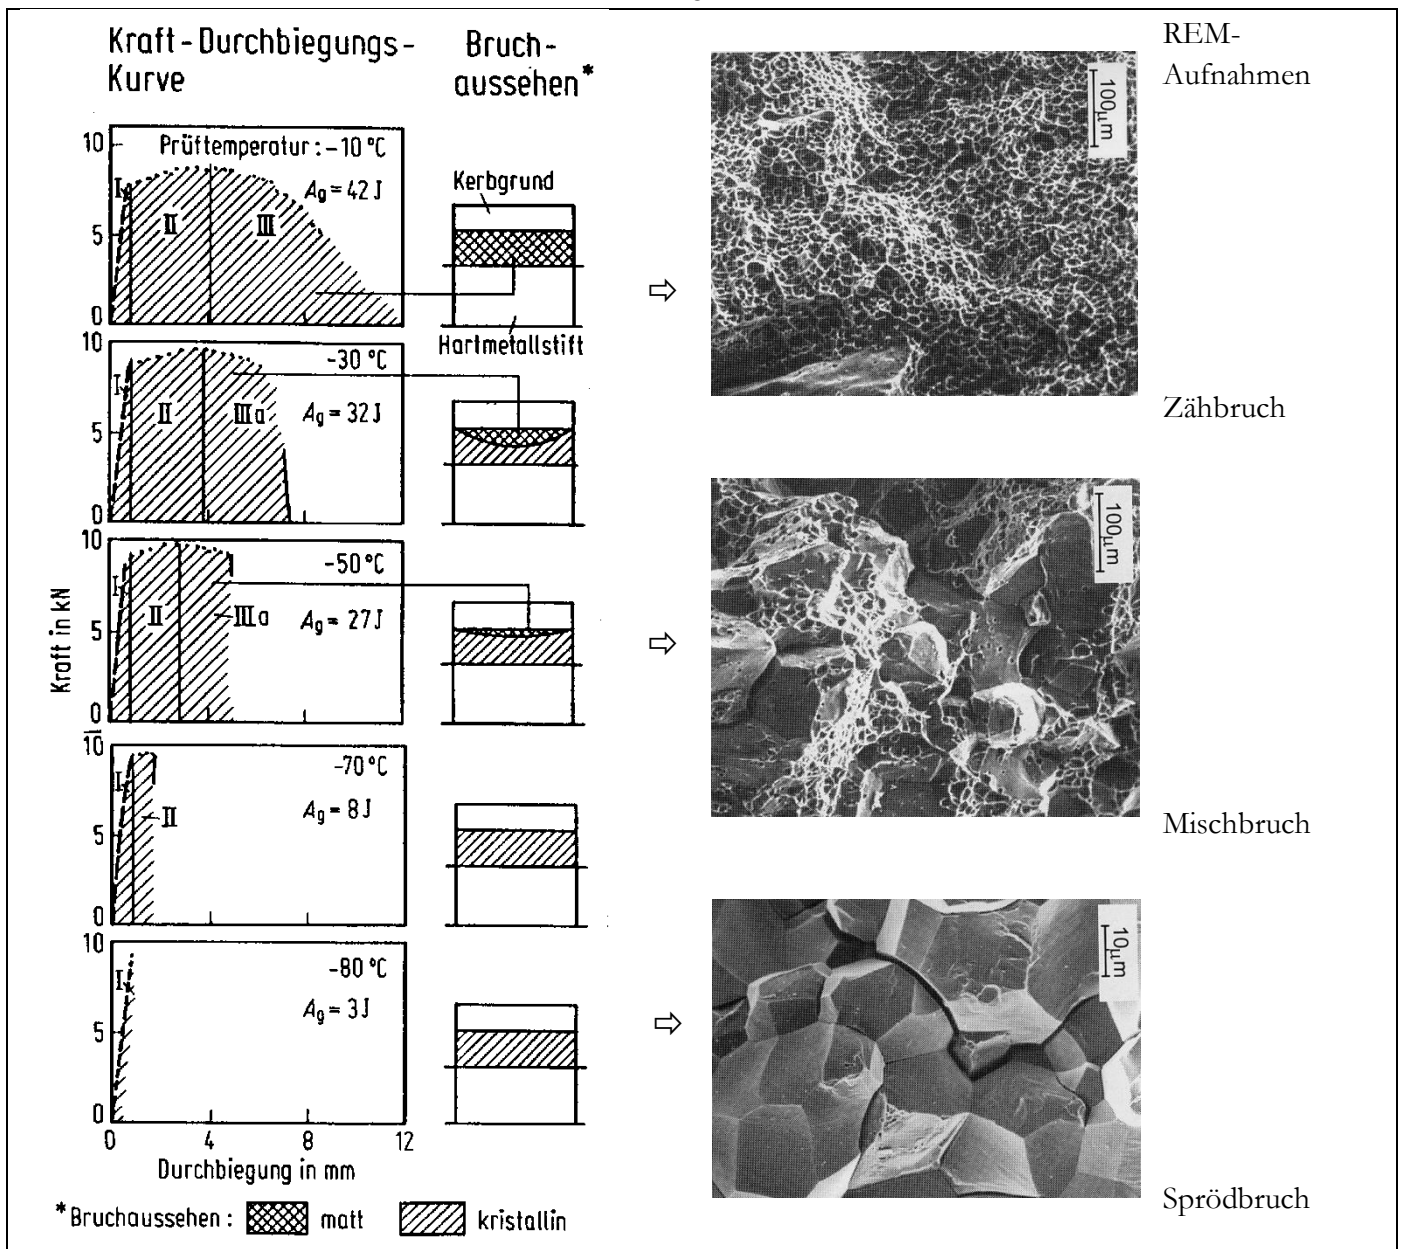 Kraft-Durchbiegungs-
Kurve
Bruch-
aussehen*
REM-
Aufnahmen
10
5
0
Prüftemperatur: -10 °C
Ag = 42 J
I
II
III
Kerbgrund
Hartmetallstift
100µm
Zähbruch
10
5
0
-30 °C
Ag = 32 J
I
II
IIIa
10
5
0
-50 °C
Ag = 27 J
I
II
IIIa
Kraft in kN
100µm
Mischbruch
10
5
0
-70 °C
Ag = 8 J
I
II
10
5
0
-80 °C
Ag = 3 J
I
0 4 8 12
Durchbiegung in mm
10µm
Sprödbruch
*Bruchaussehen: matt kristallin